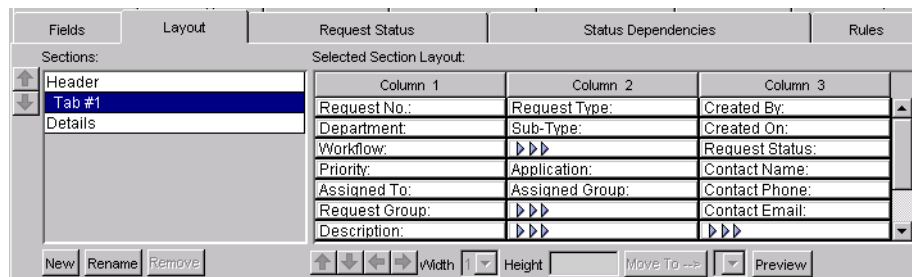 Fields Layout Request Status Status Dependencies Rules
Sections: Selected Section Layout:
Header Column 1 Column 2 Column 3
Tab #1 Request No.: Request Type: Created By:
Details Department: Sub-Type: Created On:
Workflow: Request Status:
Priority: Application: Contact Name:
Assigned To: Assigned Group: Contact Phone:
Request Group: Contact Email:
Description:
New Rename Remove Width 1 Height Move To --> Preview